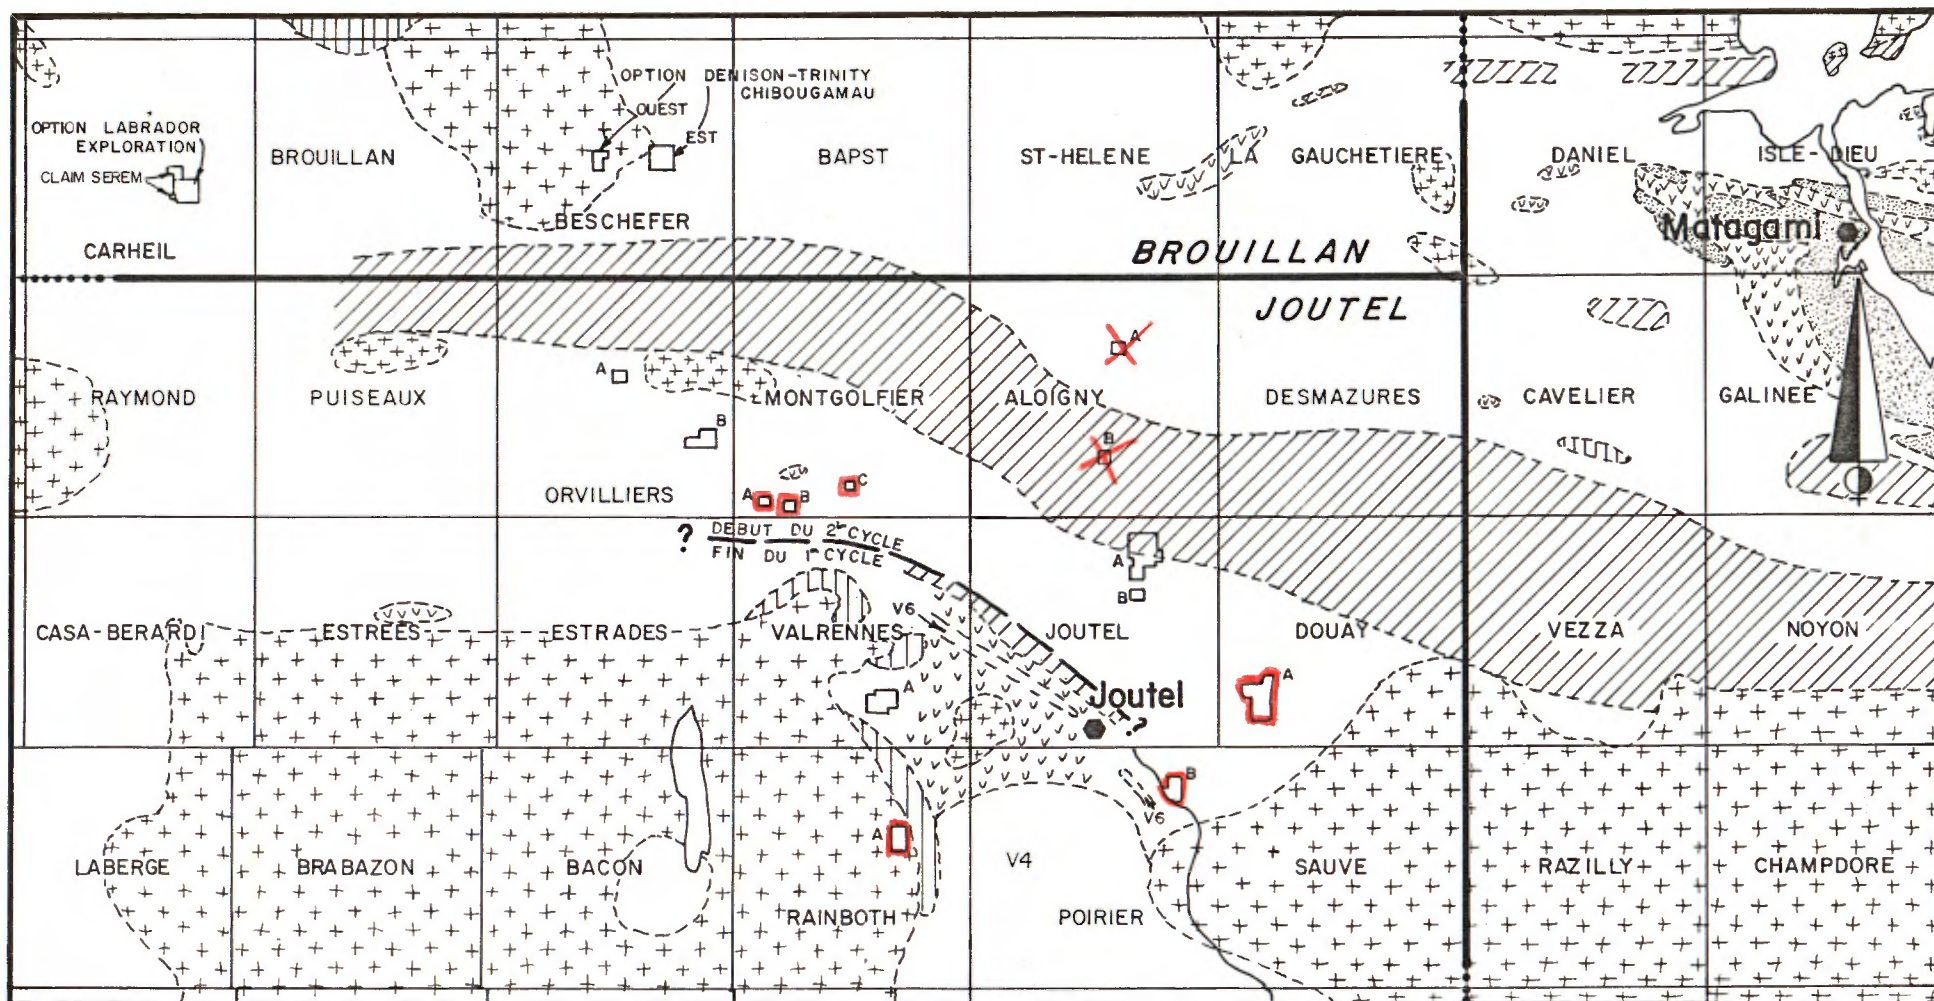 OPTION DENISON-TRINITY
CHIBOUGAMAU
OUEST
EST
OPTION LABRADOR
EXPLORATION
CLAIM SEREM
BROUILLAN
BAPST
ST-HELENE
LA GAUCHETIERE
DANIEL
ISLE-DIEU
BESCHEFER
CARHEIL
Matagami
BROUILLAN
JOUTEL
A
A
RAYMOND
PUISEAUX
MONTGOLFIER
ALOIGNY
DESMAZURES
CAVELIER
GALINEE
B
B
ORVILLIERS
A
B
C
? DEBUT DU 2e CYCLE
FIN DU 1er CYCLE
A
B
V6
CASA-BERARDI
ESTREES
ESTRADES
VALRENNES
JOUTEL
DOUAY
VEZZA
NOYON
A
A
Joutel
?
B
V6
A
V4
LABERGE
BRABAZON
BACON
SAUVE
RAZILLY
CHAMPDORE
RAINBOTH
POIRIER